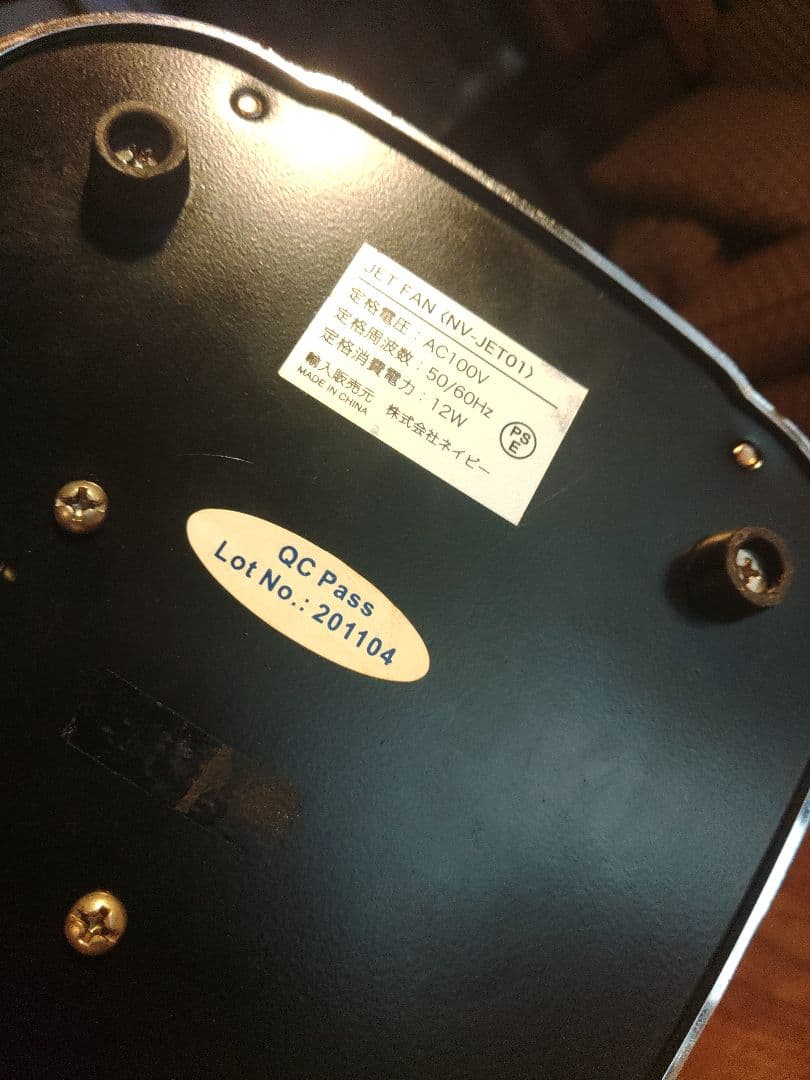 JET FAN〈NV-JET01〉
定格電圧：AC100V
定格周波数：50/60Hz
定格消費電力：12W
輸入販売元 株式会社ネイビー
MADE IN CHINA
PS
E
QC Pass
Lot No.: 201104